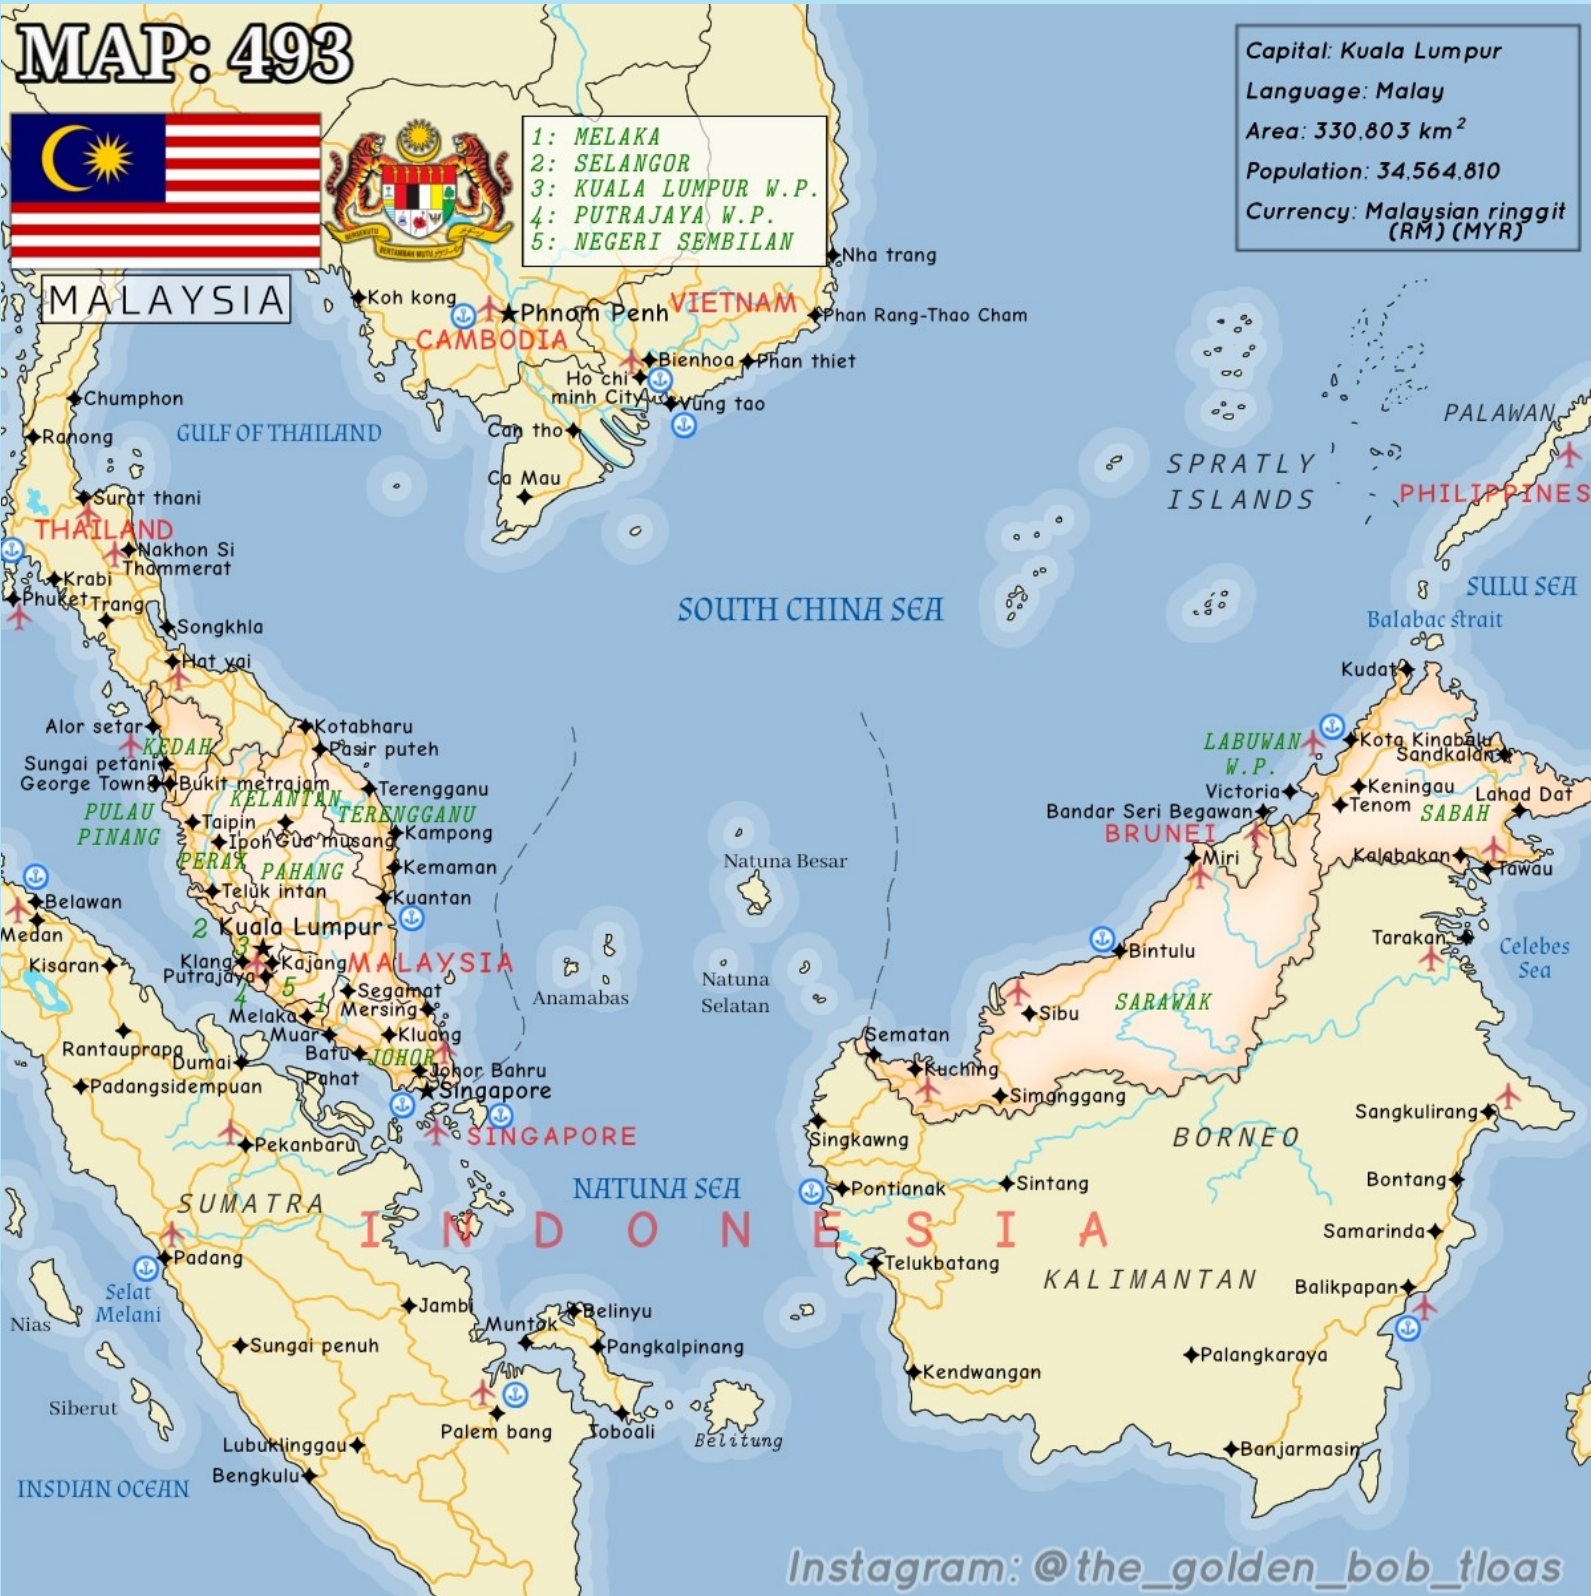 MAP: 493
Capital: Kuala Lumpur
Language: Malay
Area: 330,803 km²
Population: 34,564,810
Currency: Malaysian ringgit
(RM) (MYR)
1: MELAKA
2: SELANGOR
3: KUALA LUMPUR W.P.
4: PUTRAJAYA W.P.
5: NEGERI SEMBILAN
BERSEKUTU
BERTAMBAH MUTU
MALAYSIA
Nha trang
Koh kong
Phnom Penh
VIETNAM
Phan Rang-Thao Cham
CAMBODIA
Bienhoa
Phan thiet
Ho chi
minh City
Vung tao
Chumphon
PALAWAN
Ranong
GULF OF THAILAND
Can tho
SPRATLY
ISLANDS
Ca Mau
PHILIPPINES
Surat thani
THAILAND
Nakhon Si
Thammerat
Krabi
Phuket
Trang
SULU SEA
SOUTH CHINA SEA
Balabac strait
Songkhla
Hat yai
Kudat
Alor setar
Kotabharu
KEDAH
Pasir puteh
LABUWAN
W.P.
Kota Kinabalu
Sandkalan
Sungai petani
George Town
Bukit metrajam
Terengganu
Victoria
Keningau
Lahad Dat
KELANTAN
TERENGGANU
PULAU
PINANG
Tenom
SABAH
Bandar Seri Begawan
BRUNEI
Taipin
Kampong
Ipoh
Gua musang
PERAK
PAHANG
Natuna Besar
Miri
Kalabakan
Tawau
Kemaman
Teluk intan
Kuantan
Belawan
Medan
2
Kuala Lumpur
3
Tarakan
Celebes
Sea
Bintulu
Kisaran
Klang
Kajang
MALAYSIA
Putrajaya
4
5
1
Segamat
Mersing
Anamabas
Natuna
Selatan
SARAWAK
Sibu
Melaka
Muar
Kluang
Sematan
Rantauprapa
Dumai
Batu
Pahat
JOHOR
Johor Bahru
Kuching
Padangsidempuan
Singapore
Simanggang
SINGAPORE
Sangkulirang
Pekanbaru
Singkawng
BORNEO
SUMATRA
NATUNA SEA
Pontianak
Sintang
Bontang
INDONESIA
Samarinda
Padang
Telukbatang
KALIMANTAN
Balikpapan
Selat
Melani
Nias
Jambi
Belinyu
Muntok
Sungai penuh
Pangkalpinang
Palangkaraya
Kendwangan
Siberut
Palem bang
Toboali
Belitung
Lubuklinggau
Banjarmasin
Bengkulu
INSDIAN OCEAN
Instagram: @the_golden_bob_tloas